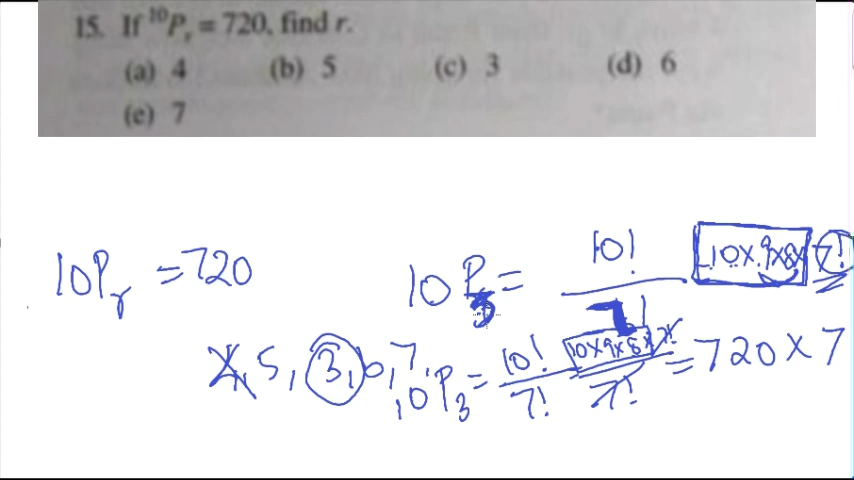 15. If ¹⁰Pᵣ = 720, find r.
(a) 4 (b) 5 (c) 3 (d) 6
(e) 7
10Pᵣ = 720
10P₃ = 10! / 7!
10×9×8× 7!
4, 5, 3, 6, 7,
10P₃ = 10! / 7! 10×9×8×7! / 7! = 720 × 7